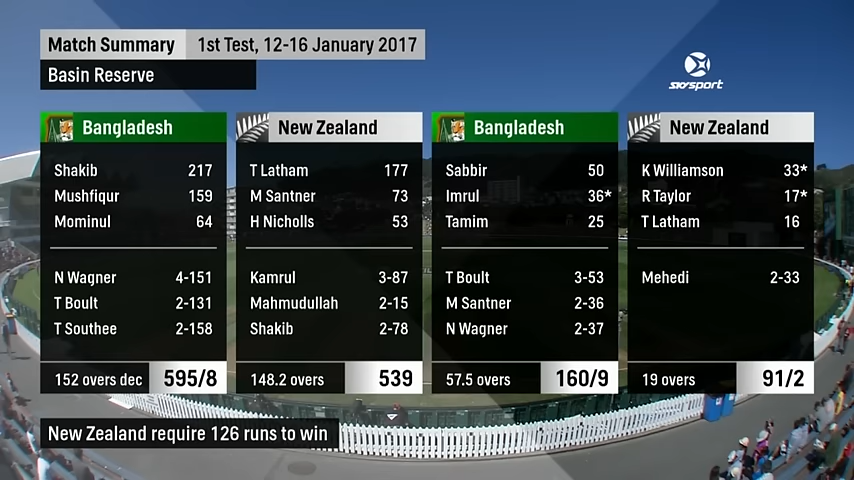 Match Summary 1st Test, 12-16 January 2017
Basin Reserve
sky sport
Bangladesh
Shakib 217
Mushfiqur 159
Mominul 64
N Wagner 4-151
T Boult 2-131
T Southee 2-158
152 overs dec 595/8
New Zealand
T Latham 177
M Santner 73
H Nicholls 53
Kamrul 3-87
Mahmudullah 2-15
Shakib 2-78
148.2 overs 539
Bangladesh
Sabbir 50
Imrul 36*
Tamim 25
T Boult 3-53
M Santner 2-36
N Wagner 2-37
57.5 overs 160/9
New Zealand
K Williamson 33*
R Taylor 17*
T Latham 16
Mehedi 2-33
19 overs 91/2
New Zealand require 126 runs to win